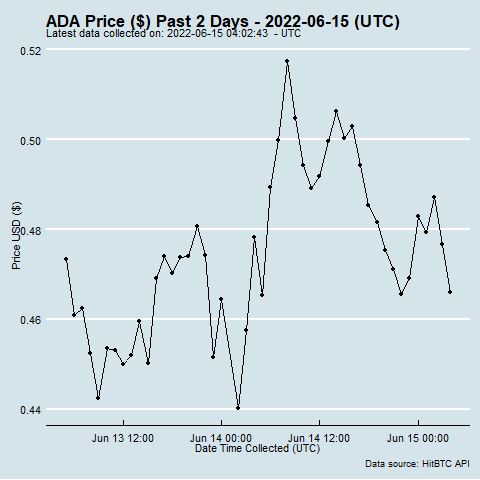 ADA Price ($) Past 2 Days - 2022-06-15 (UTC)
Latest data collected on: 2022-06-15 04:02:43  - UTC
0.52
0.50
0.48
0.46
0.44
Price USD ($)
Jun 13 12:00
Jun 14 00:00
Jun 14 12:00
Jun 15 00:00
Date Time Collected (UTC)
Data source: HitBTC API